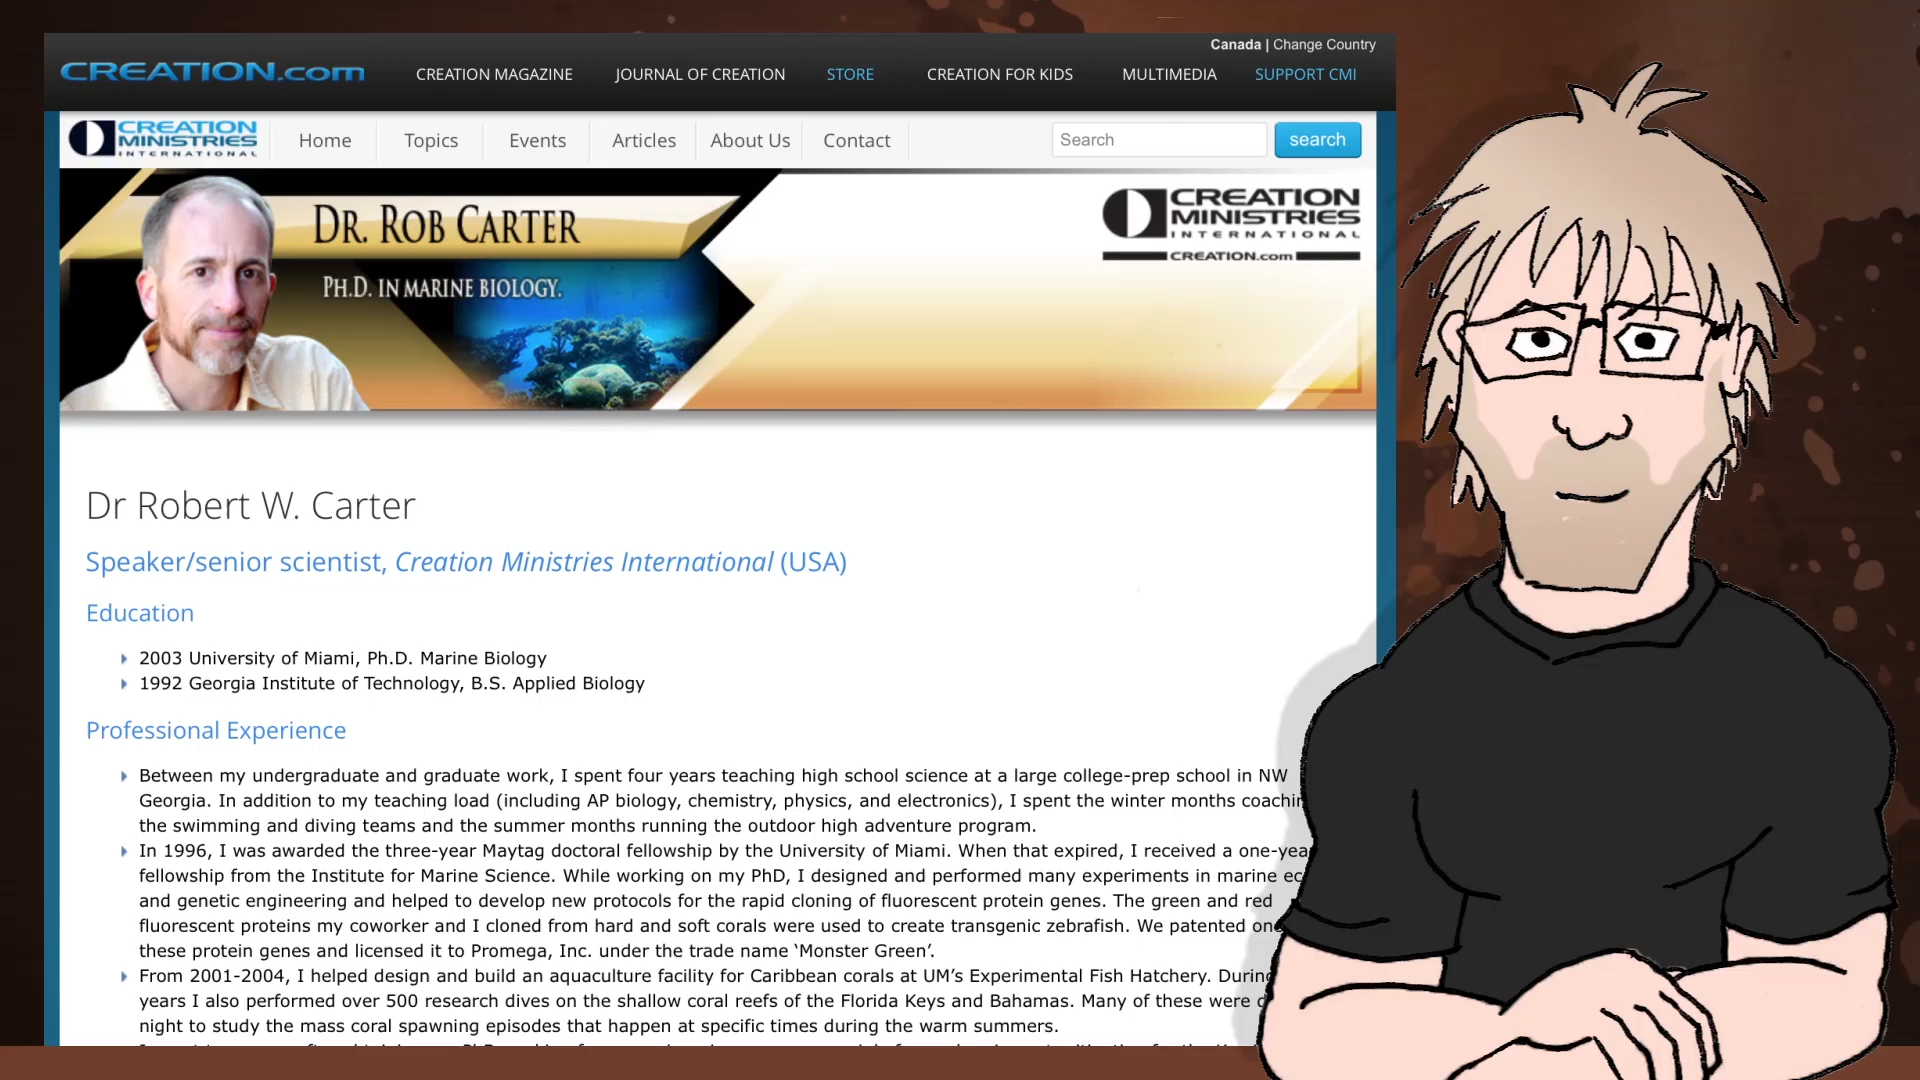 Canada | Change Country
CREATION.com CREATION MAGAZINE JOURNAL OF CREATION STORE CREATION FOR KIDS MULTIMEDIA SUPPORT CMI
CREATION
MINISTRIES
INTERNATIONAL
Home Topics Events Articles About Us Contact Search search
DR. ROB CARTER
PH.D. IN MARINE BIOLOGY.
CREATION
MINISTRIES
INTERNATIONAL
CREATION.com
Dr Robert W. Carter
Speaker/senior scientist, Creation Ministries International (USA)
Education
2003 University of Miami, Ph.D. Marine Biology
1992 Georgia Institute of Technology, B.S. Applied Biology
Professional Experience
Between my undergraduate and graduate work, I spent four years teaching high school science at a large college-prep school in NW
Georgia. In addition to my teaching load (including AP biology, chemistry, physics, and electronics), I spent the winter months coachin
the swimming and diving teams and the summer months running the outdoor high adventure program.
In 1996, I was awarded the three-year Maytag doctoral fellowship by the University of Miami. When that expired, I received a one-yea
fellowship from the Institute for Marine Science. While working on my PhD, I designed and performed many experiments in marine ec
and genetic engineering and helped to develop new protocols for the rapid cloning of fluorescent protein genes. The green and red
fluorescent proteins my coworker and I cloned from hard and soft corals were used to create transgenic zebrafish. We patented one
these protein genes and licensed it to Promega, Inc. under the trade name ‘Monster Green’.
From 2001-2004, I helped design and build an aquaculture facility for Caribbean corals at UM’s Experimental Fish Hatchery. During
years I also performed over 500 research dives on the shallow coral reefs of the Florida Keys and Bahamas. Many of these were
night to study the mass coral spawning episodes that happen at specific times during the warm summers.